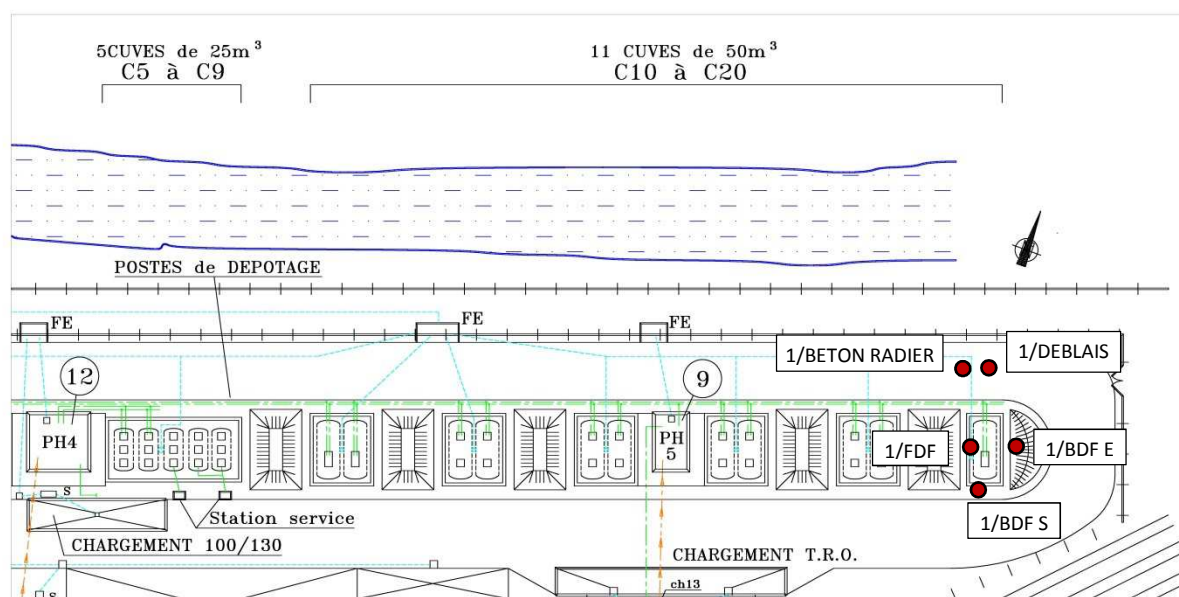 5CUVES de 25m³
C5 à C9
11 CUVES de 50m³
C10 à C20
POSTES de DEPOTAGE
FE
FE
FE
1/BETON RADIER
1/DEBLAIS
12
9
PH4
PH
5
1/FDF
1/BDF E
S
Station service
1/BDF S
CHARGEMENT 100/130
CHARGEMENT T.R.O.
ch13
S